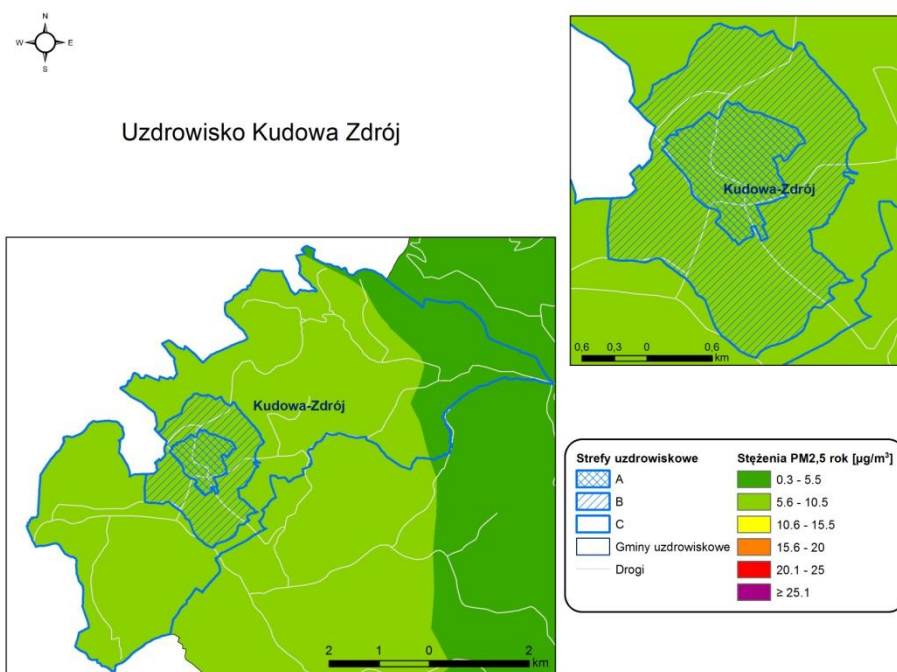 N
W E
S
Uzdrowisko Kudowa Zdrój
Kudowa-Zdrój
0,6 0,3 0 0,6
km
Kudowa-Zdrój
2 1 0 2
km
Strefy uzdrowiskowe
A
B
C
Gminy uzdrowiskowe
Drogi
Stężenia PM2,5 rok [µg/m³]
0.3 - 5.5
5.6 - 10.5
10.6 - 15.5
15.6 - 20
20.1 - 25
≥ 25.1